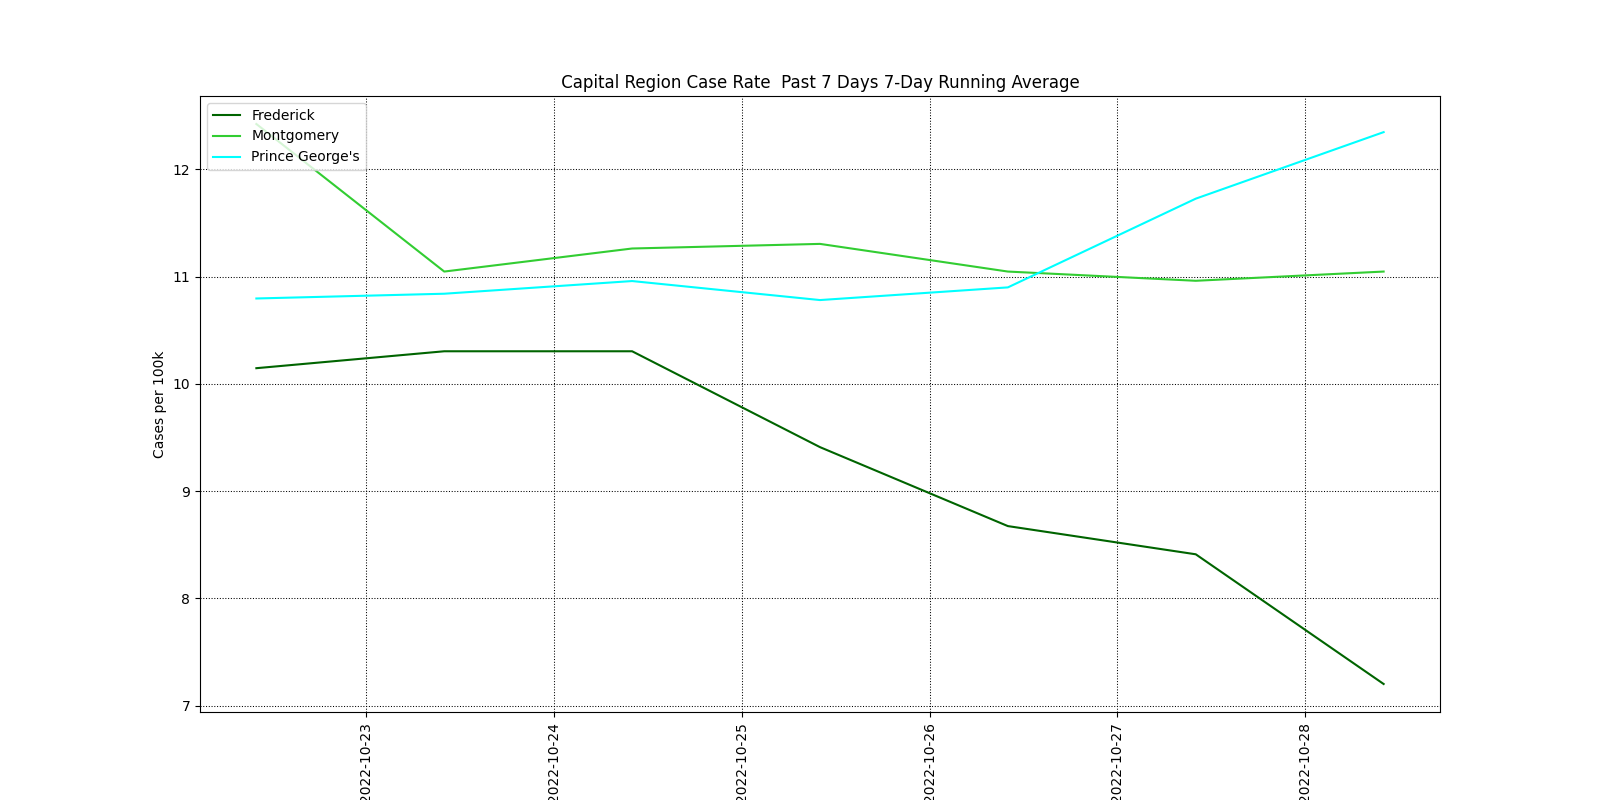 Capital Region Case Rate  Past 7 Days 7-Day Running Average
Frederick
Montgomery
Prince George's
Cases per 100k
12
11
10
9
8
7
2022-10-23
2022-10-24
2022-10-25
2022-10-26
2022-10-27
2022-10-28